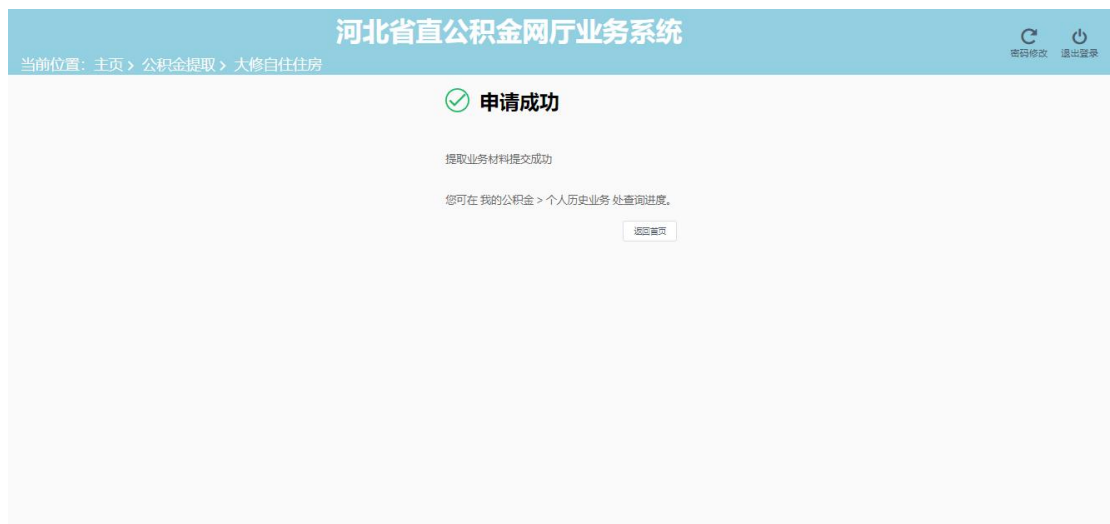 河北省直公积金网厅业务系统
密码修改 退出登录
当前位置：主页 > 公积金提取 > 大修自住住房
申请成功
提取业务材料提交成功
您可在 我的公积金 > 个人历史业务 处查询进度。
返回首页